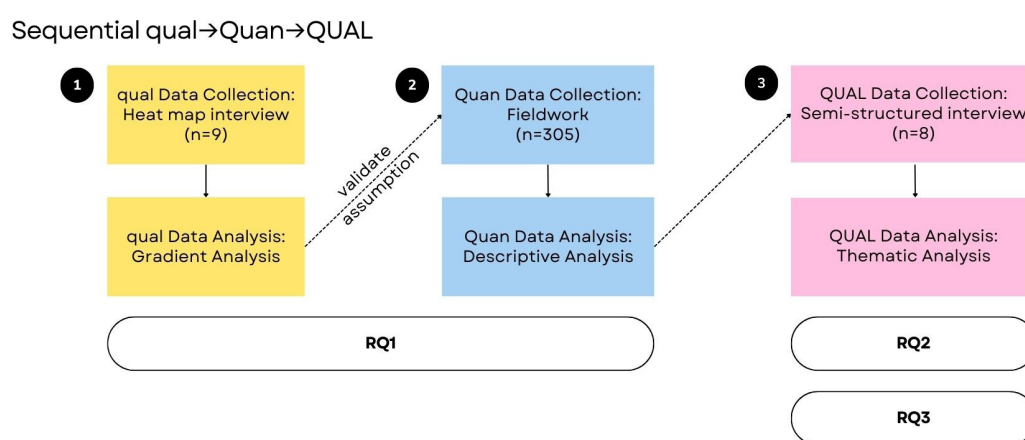 Sequential qual→Quan→QUAL
1
qual Data Collection:
Heat map interview
(n=9)
qual Data Analysis:
Gradient Analysis
validate
assumption
2
Quan Data Collection:
Fieldwork
(n=305)
Quan Data Analysis:
Descriptive Analysis
3
QUAL Data Collection:
Semi-structured interview
(n=8)
QUAL Data Analysis:
Thematic Analysis
RQ1
RQ2
RQ3